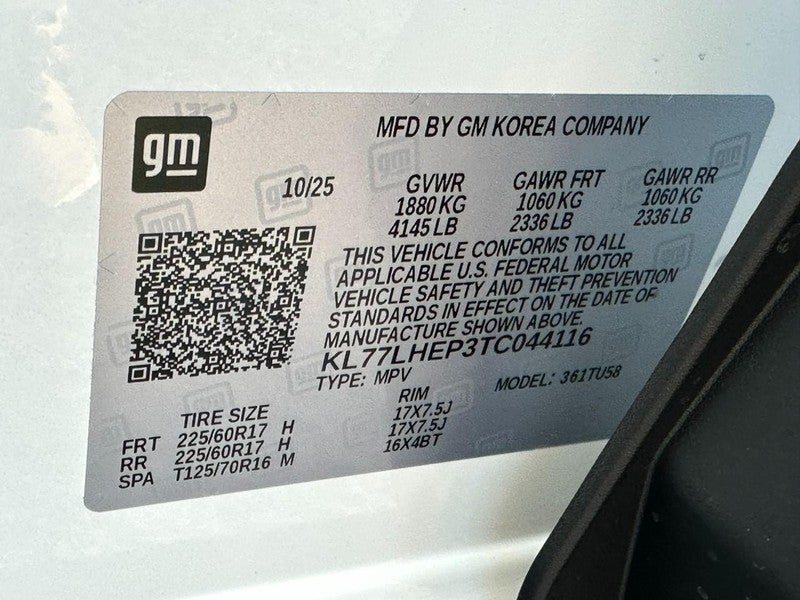 gm
MFD BY GM KOREA COMPANY
10/25 GVWR GAWR FRT GAWR RR
1880 KG 1060 KG 1060 KG
4145 LB 2336 LB 2336 LB
THIS VEHICLE CONFORMS TO ALL
APPLICABLE U.S. FEDERAL MOTOR
VEHICLE SAFETY AND THEFT PREVENTION
STANDARDS IN EFFECT ON THE DATE OF
MANUFACTURE SHOWN ABOVE.
KL77LHEP3TC044116
TYPE: MPV MODEL: 361TU58
TIRE SIZE RIM
FRT 225/60R17 H 17X7.5J
RR 225/60R17 H 17X7.5J
SPA T125/70R16 M 16X4BT